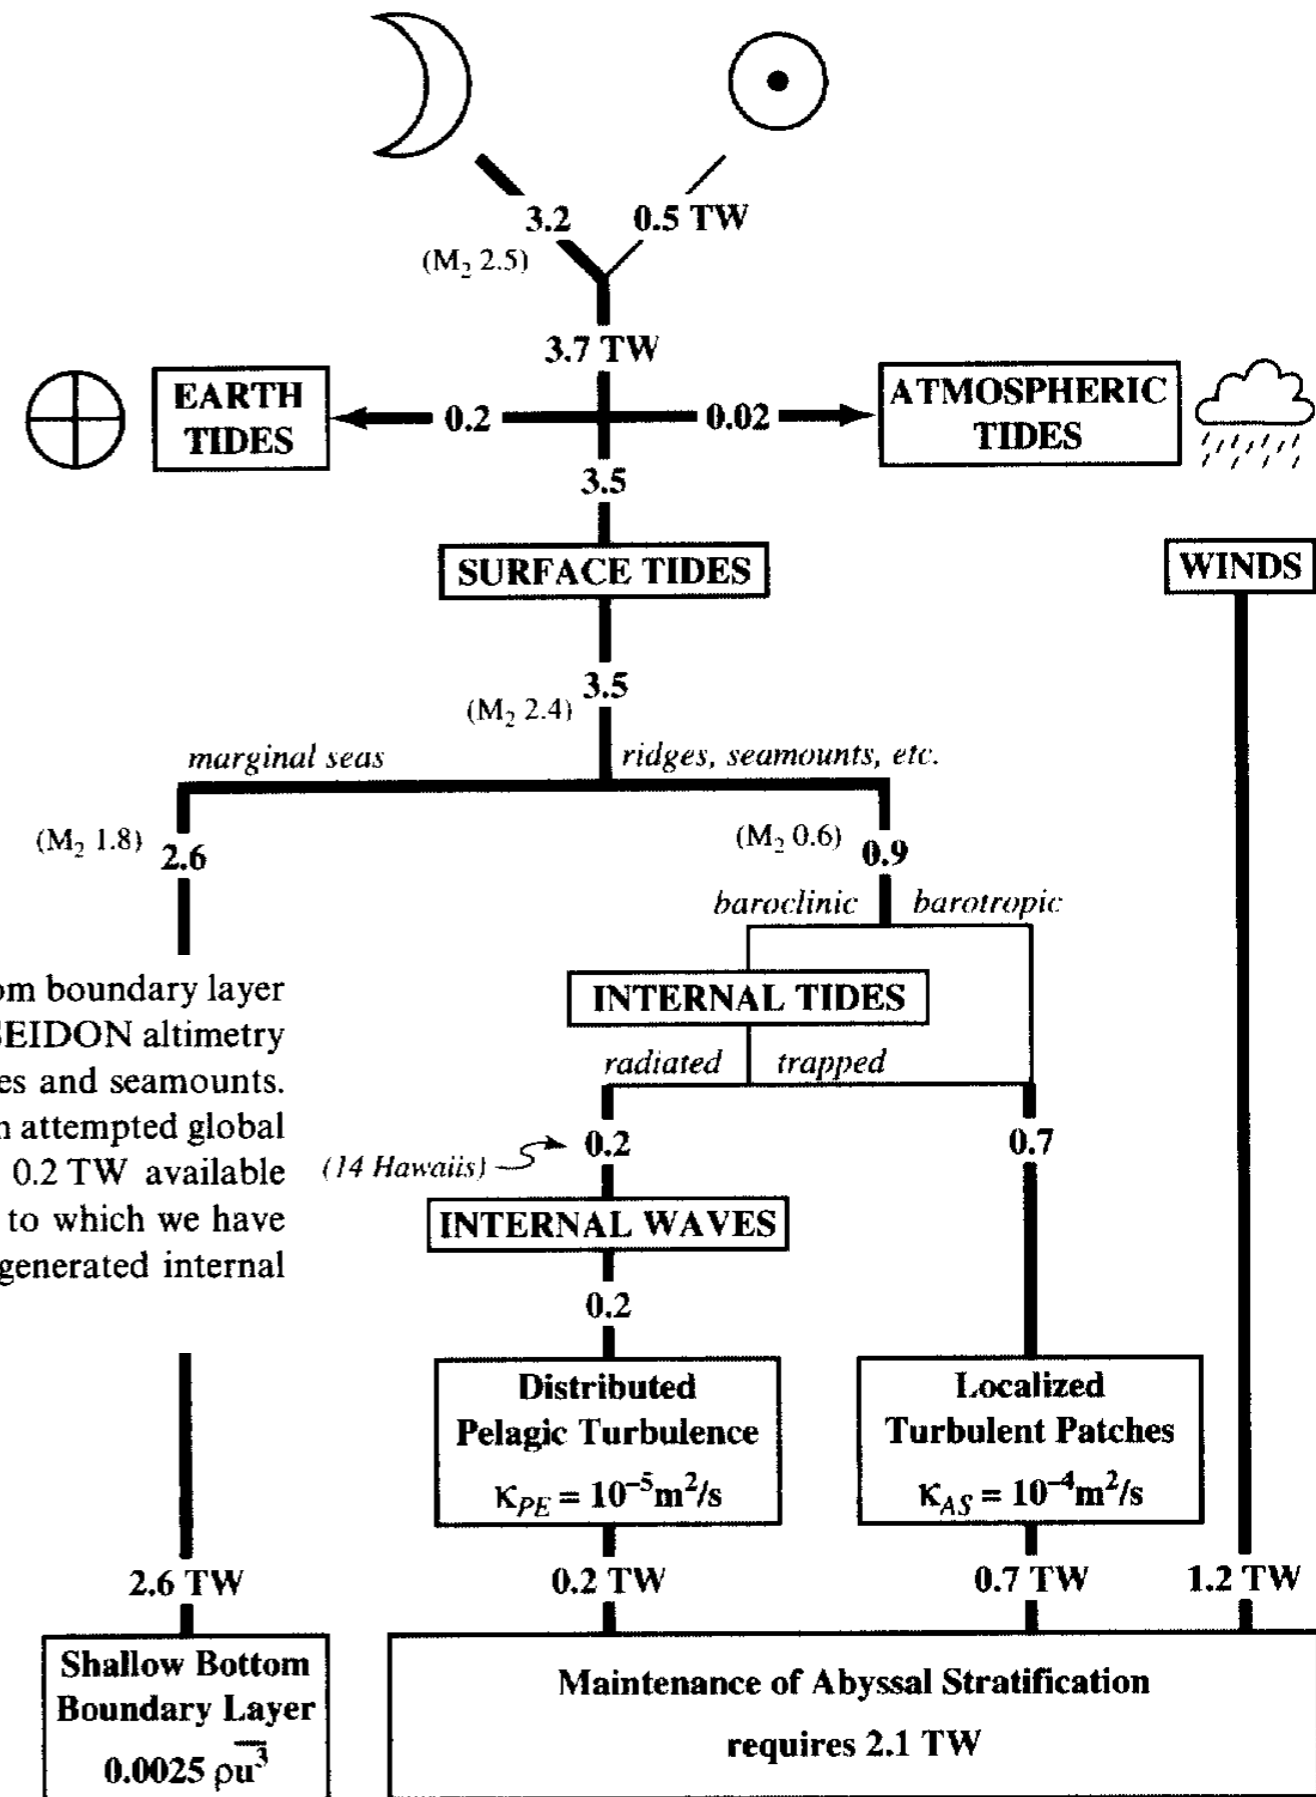 3.2 0.5 TW
(M₂ 2.5)
3.7 TW
EARTH
TIDES
0.2
0.02
ATMOSPHERIC
TIDES
3.5
SURFACE TIDES
WINDS
3.5
(M₂ 2.4)
marginal seas
ridges, seamounts, etc.
(M₂ 1.8) 2.6
(M₂ 0.6) 0.9
baroclinic barotropic
om boundary layer
SEIDON altimetry
es and seamounts.
n attempted global
0.2 TW available
to which we have
generated internal
INTERNAL TIDES
radiated trapped
(14 Hawaiis) 0.2
0.7
INTERNAL WAVES
0.2
Distributed
Pelagic Turbulence
κPE = 10⁻⁵m²/s
Localized
Turbulent Patches
κAS = 10⁻⁴m²/s
2.6 TW
0.2 TW
0.7 TW
1.2 TW
Shallow Bottom
Boundary Layer
0.0025 ρu³
Maintenance of Abyssal Stratification
requires 2.1 TW